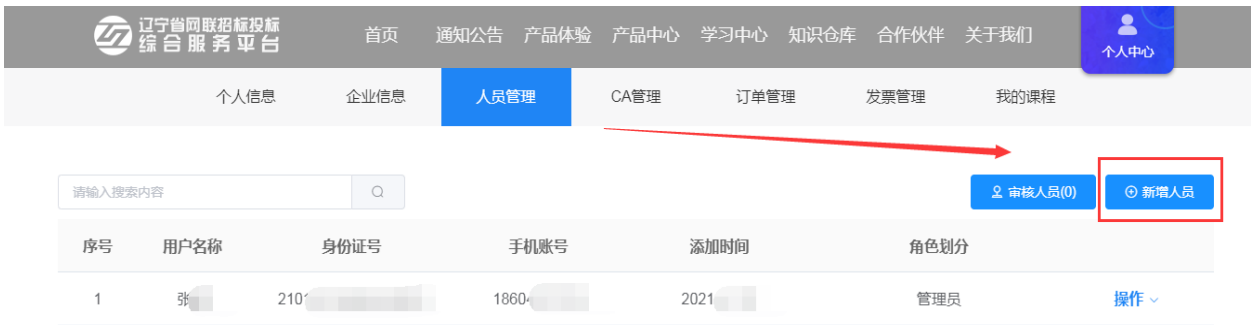 辽宁省网联招标投标
综合服务平台
首页 通知公告 产品体验 产品中心 学习中心 知识仓库 合作伙伴 关于我们 个人中心
个人信息 企业信息 人员管理 CA管理 订单管理 发票管理 我的课程
请输入搜索内容 审核人员(0) 新增人员
序号 用户名称 身份证号 手机账号 添加时间 角色划分
1 张 210 1860 2021 管理员 操作